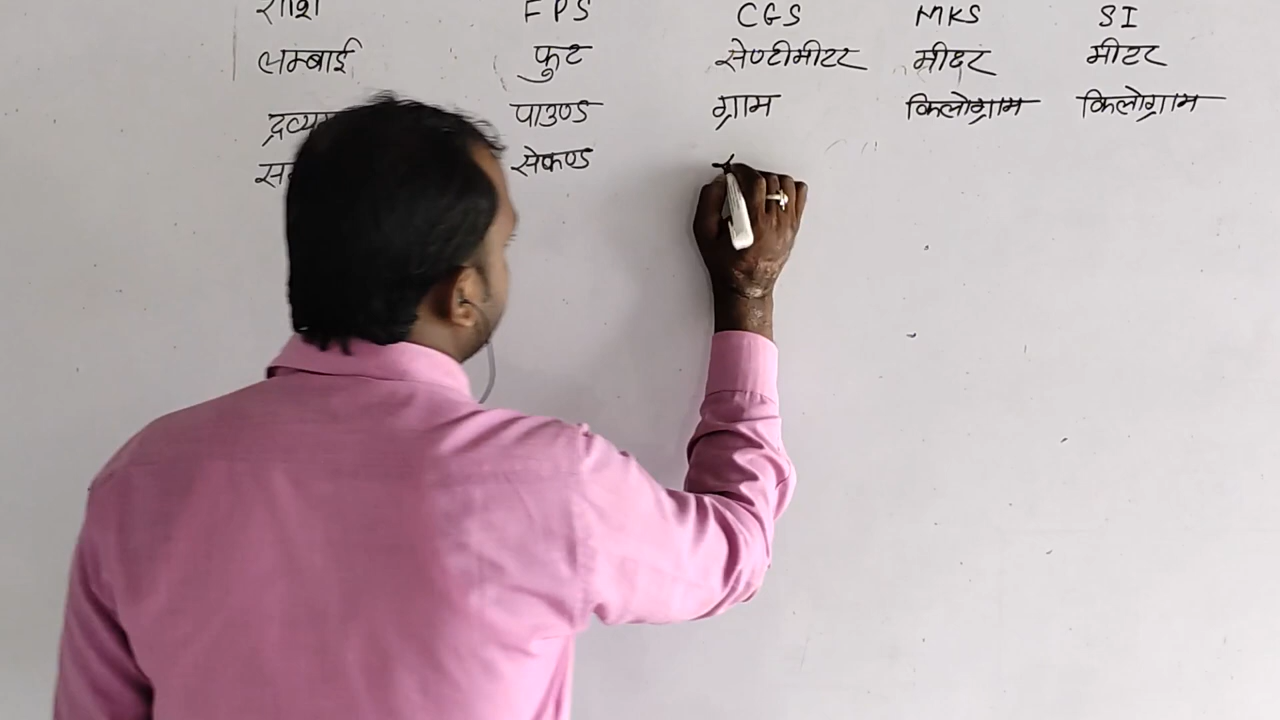 राशि FPS CGS MKS SI
लम्बाई फुट सेण्टीमीटर मीटर मीटर
पाउण्ड ग्राम किलोग्राम किलोग्राम
सेकण्ड